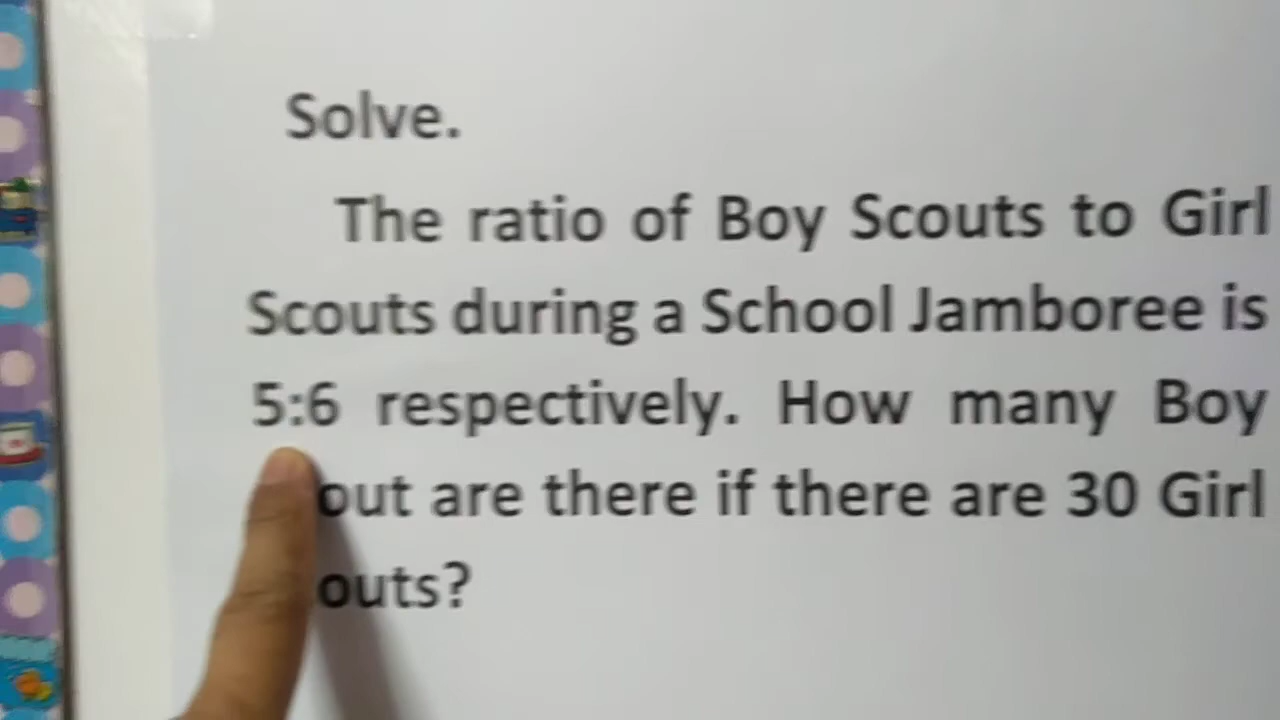 Solve.
The ratio of Boy Scouts to Girl
Scouts during a School Jamboree is
5:6 respectively. How many Boy
out are there if there are 30 Girl
outs?